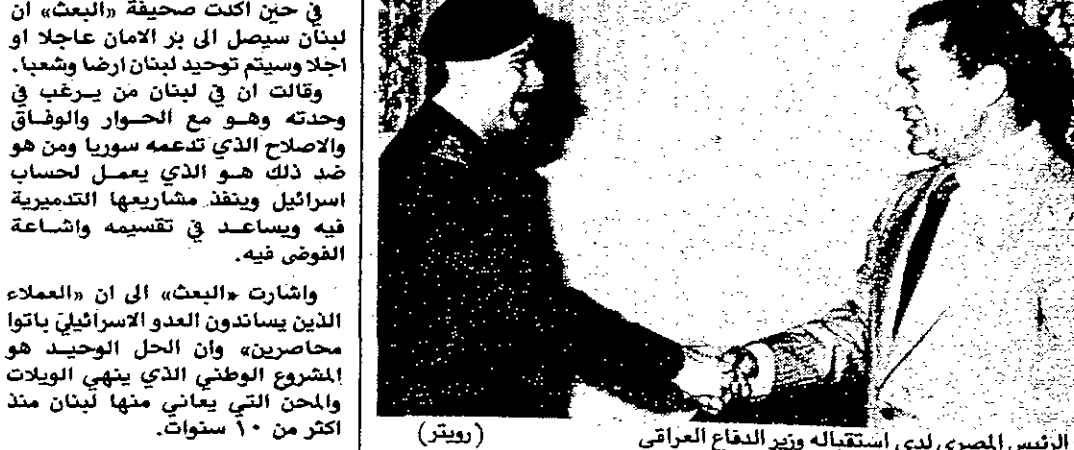 في حين اكلت صحيفة «البعث» ان
لبنان سيصل الى بر الامان عاجلا او
اجلا وسيتم توحيد لبنان ارضا وشعبا.
وقالت ان في لبنان من يرغب في
وحدته وهو مع الحوار والوفاق
والاصلاح الذي تدعمه سوريا ومن هو
ضد ذلك هو الذي يعمل لحساب
اسرائيل وينفذ مشاريعها التدميرية
فيه ويساعد في تقسيمه واشاعة
الفوضى فيه.
واشارت «البعث» الى ان «العملاء
الذين يساندون العدو الاسرائيلي باتوا
محاصرين» وان الحل الوحيد هو
المشروع الوطني الذي ينهي الويلات
والمحن التي يعاني منها لبنان منذ
اكثر من ١٠ سنوات.
الرئيس المصري لدى استقباله وزير الدفاع العراقي (رويتر)